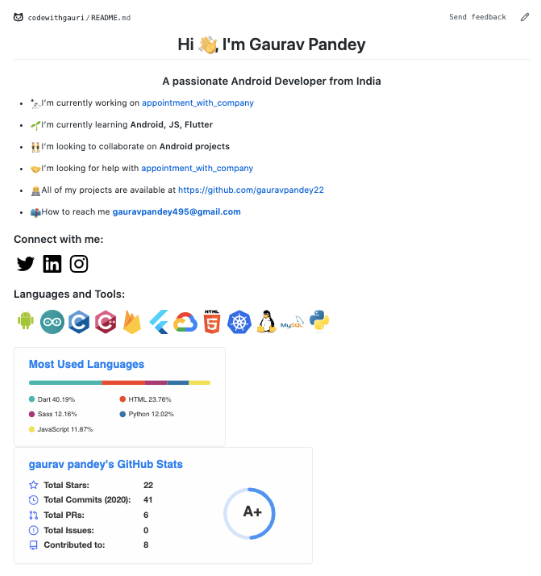 codewithgauri/README.md
Send feedback
Hi 👋, I'm Gaurav Pandey
A passionate Android Developer from India
🔭I'm currently working on appointment_with_company
🌱I'm currently learning Android, JS, Flutter
👯I'm looking to collaborate on Android projects
🤝I'm looking for help with appointment_with_company
👨‍💻All of my projects are available at https://github.com/gauravpandey22
📫How to reach me gauravpandey495@gmail.com
Connect with me:
Languages and Tools:
HTML
5
MySQL
Most Used Languages
Dart 40.19%
HTML 23.76%
Sass 12.16%
Python 12.02%
JavaScript 11.87%
gaurav pandey's GitHub Stats
Total Stars: 22
Total Commits (2020): 41
Total PRs: 6
Total Issues: 0
Contributed to: 8
A+